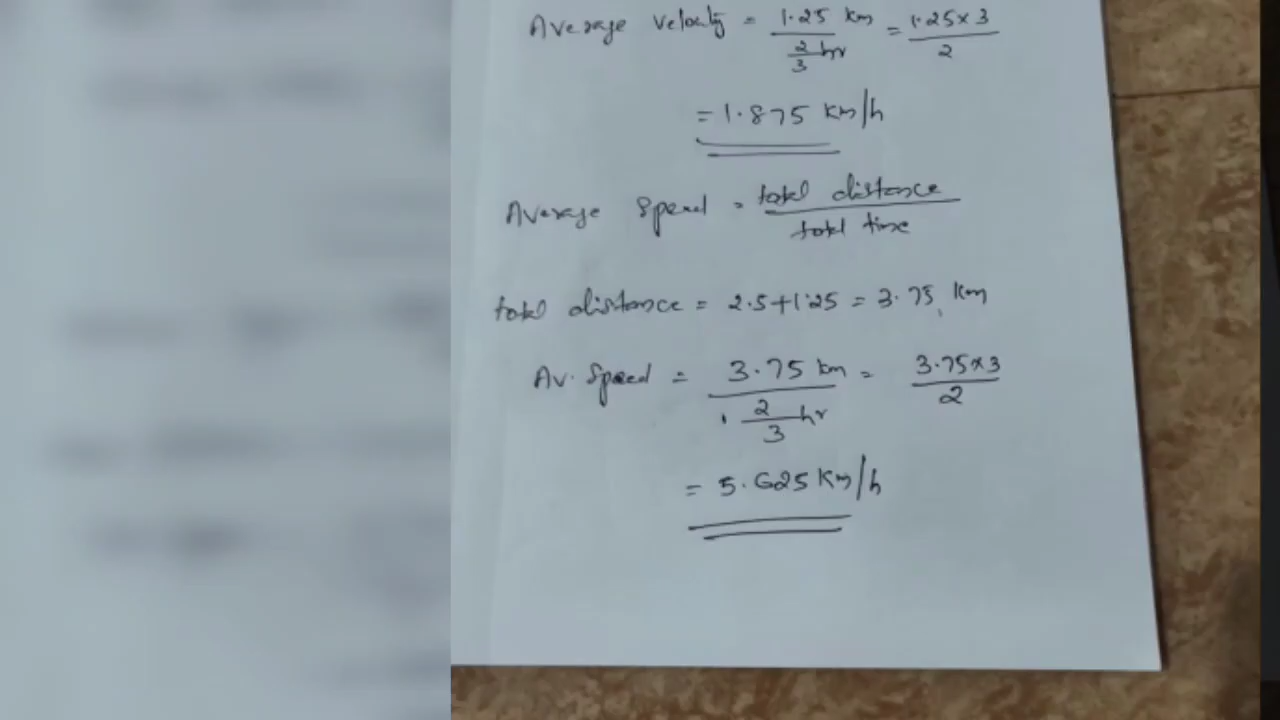 Average velocity = 1.25 km / 2/3 hr = 1.25 × 3 / 2
= 1.875 km/h
Average speed = total distance / total time
total distance = 2.5+1.25 = 3.75 km
Av. Speed = 3.75 km / 2/3 hr = 3.75×3 / 2
= 5.625 km/h